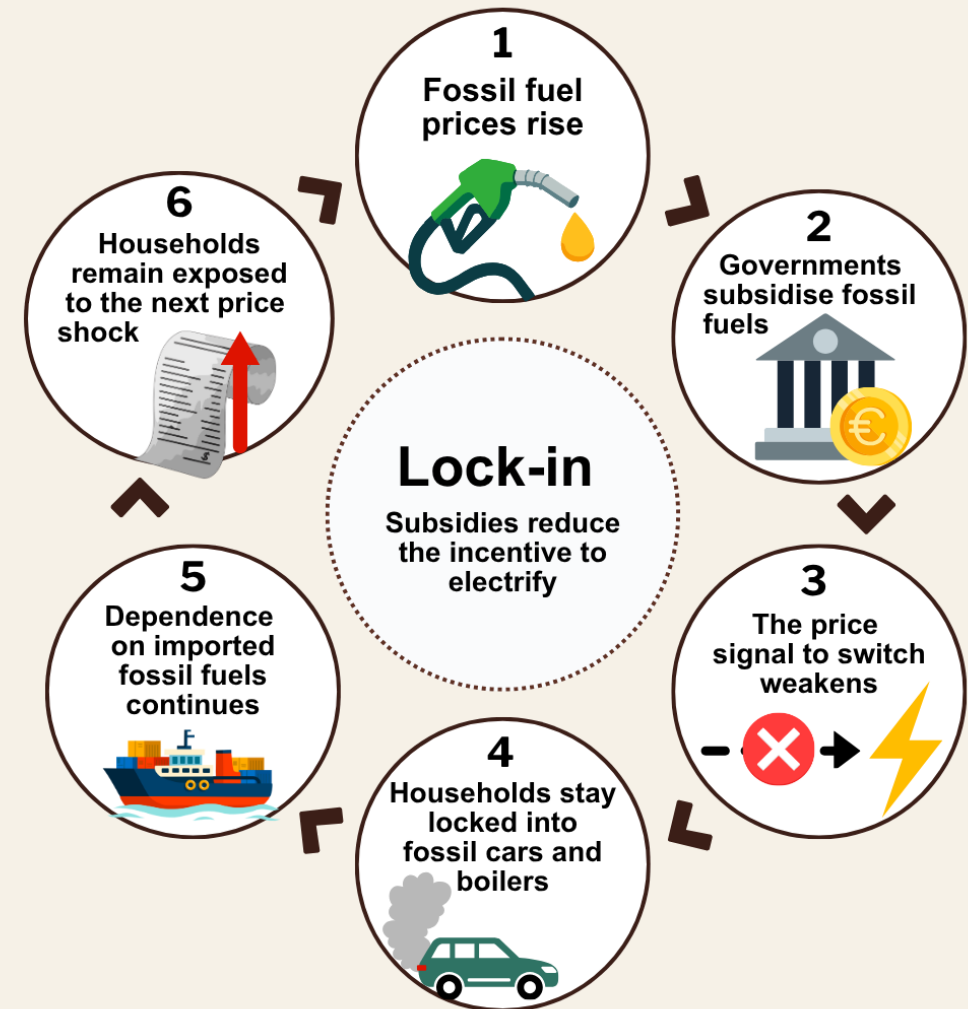 1
Fossil fuel
prices rise
2
Governments
subsidise fossil
fuels
€
3
The price
signal to switch
weakens
4
Households stay
locked into
fossil cars and
boilers
5
Dependence
on imported
fossil fuels
continues
6
Households
remain exposed
to the next price
shock
$
Lock-in
Subsidies reduce
the incentive to
electrify